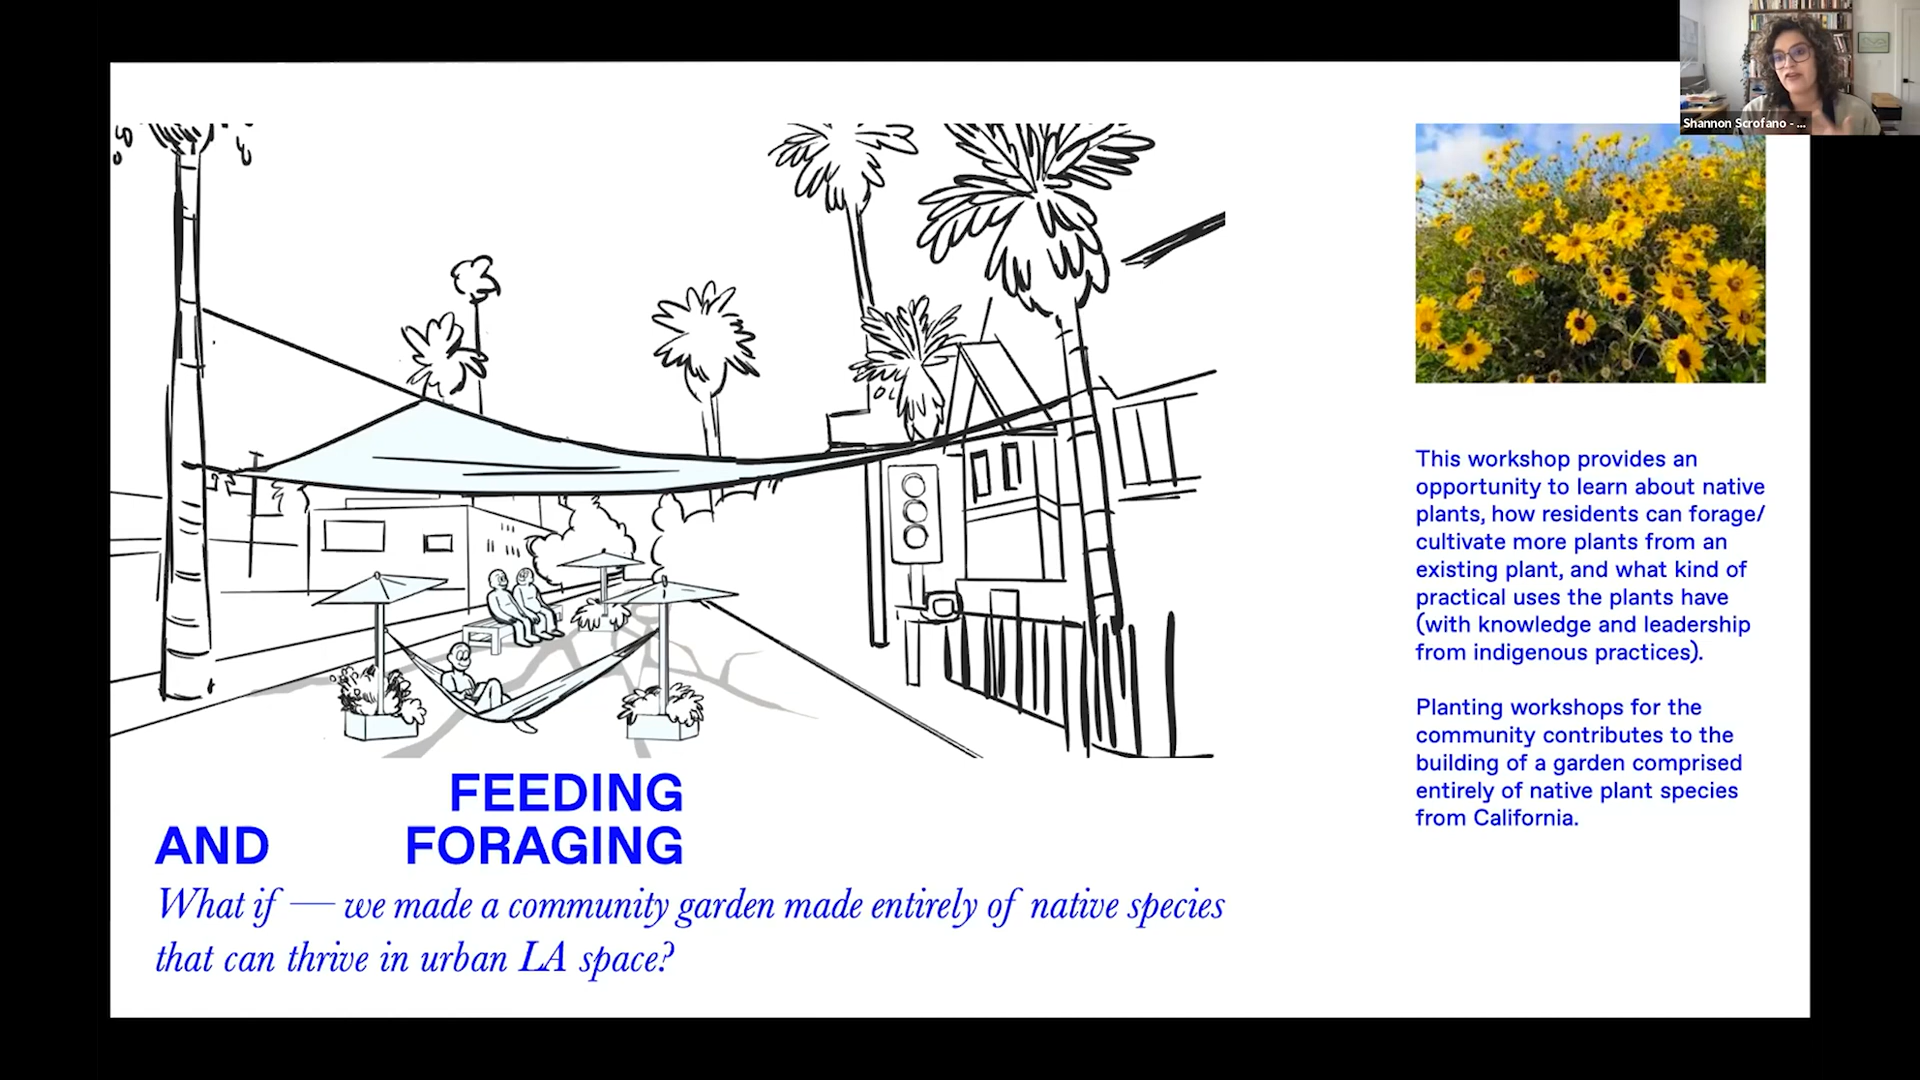 Shannon Scrofano - ...
This workshop provides an
opportunity to learn about native
plants, how residents can forage/
cultivate more plants from an
existing plant, and what kind of
practical uses the plants have
(with knowledge and leadership
from indigenous practices).
Planting workshops for the
community contributes to the
building of a garden comprised
entirely of native plant species
from California.
FEEDING
AND FORAGING
What if — we made a community garden made entirely of native species
that can thrive in urban LA space?